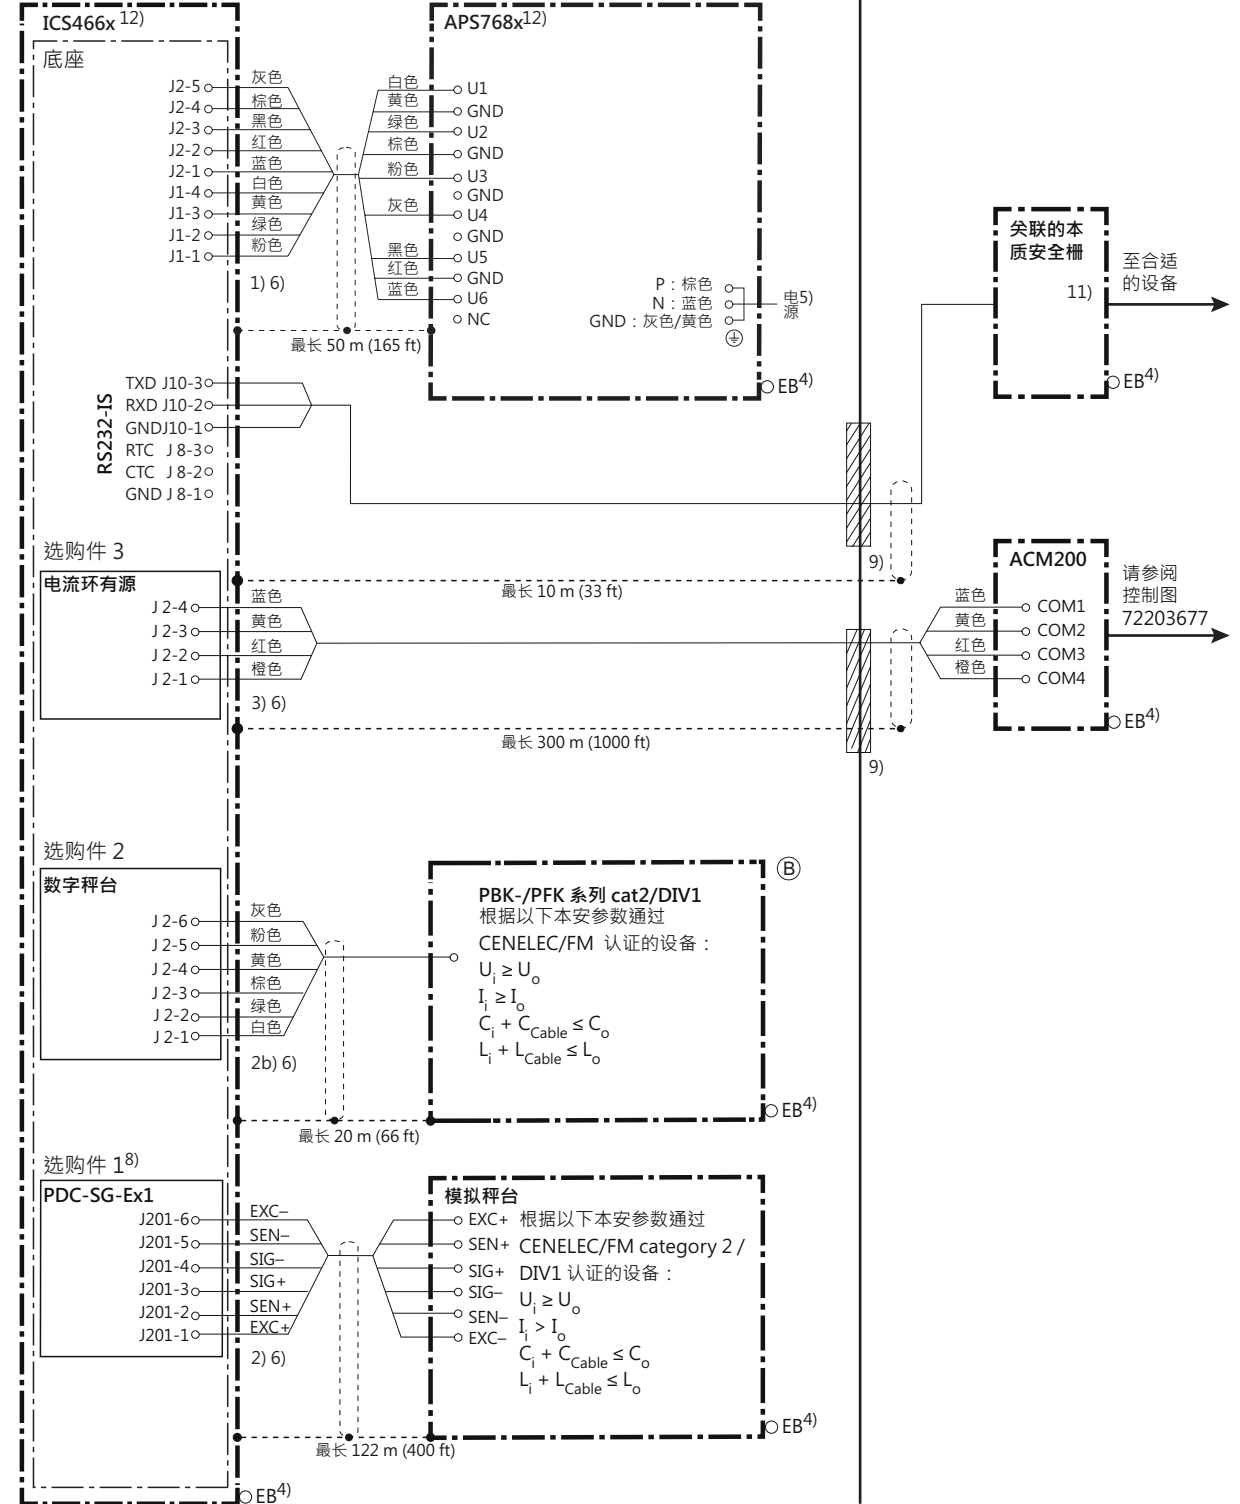 ICS466x 12)
底座
J2-5 灰色
J2-4 棕色
J2-3 黑色
J2-2 红色
J2-1 蓝色
J1-4 白色
J1-3 黄色
J1-2 绿色
J1-1 粉色
1) 6)
APS768x12)
白色 U1
黄色 GND
绿色 U2
棕色 GND
粉色 U3
GND
灰色 U4
GND
黑色 U5
红色 GND
蓝色 U6
NC
P：棕色
N：蓝色
GND：灰色/黄色
电5)
源
EB4)
最长 50 m (165 ft)
RS232-IS
TXD J10-3
RXD J10-2
GNDJ10-1
RTC J 8-3
CTC J 8-2
GND J 8-1
关联的本
质安全栅
11)
至合适
的设备
EB4)
9)
最长 10 m (33 ft)
选购件 3
电流环有源
J 2-4 蓝色
J 2-3 黄色
J 2-2 红色
J 2-1 橙色
3) 6)
ACM200
蓝色 COM1
黄色 COM2
红色 COM3
橙色 COM4
请参阅
控制图
72203677
EB4)
最长 300 m (1000 ft)
9)
选购件 2
数字秤台
J 2-6 灰色
J 2-5 粉色
J 2-4 黄色
J 2-3 棕色
J 2-2 绿色
J 2-1 白色
2b) 6)
B
PBK-/PFK 系列 cat2/DIV1
根据以下本安参数通过
CENELEC/FM 认证的设备：
Ui ≥ Uo
Ii ≥ Io
Ci + CCable ≤ Co
Li + LCable ≤ Lo
EB4)
最长 20 m (66 ft)
选购件 18)
PDC-SG-Ex1
J201-6 EXC–
J201-5 SEN–
J201-4 SIG–
J201-3 SIG+
J201-2 SEN+
J201-1 EXC+
2) 6)
模拟秤台
EXC+ 根据以下本安参数通过
SEN+ CENELEC/FM category 2 /
SIG+ DIV1 认证的设备：
SIG– Ui ≥ Uo
SEN– Ii > Io
EXC–
Ci + CCable ≤ Co
Li + LCable ≤ Lo
EB4)
最长 122 m (400 ft)
EB4)